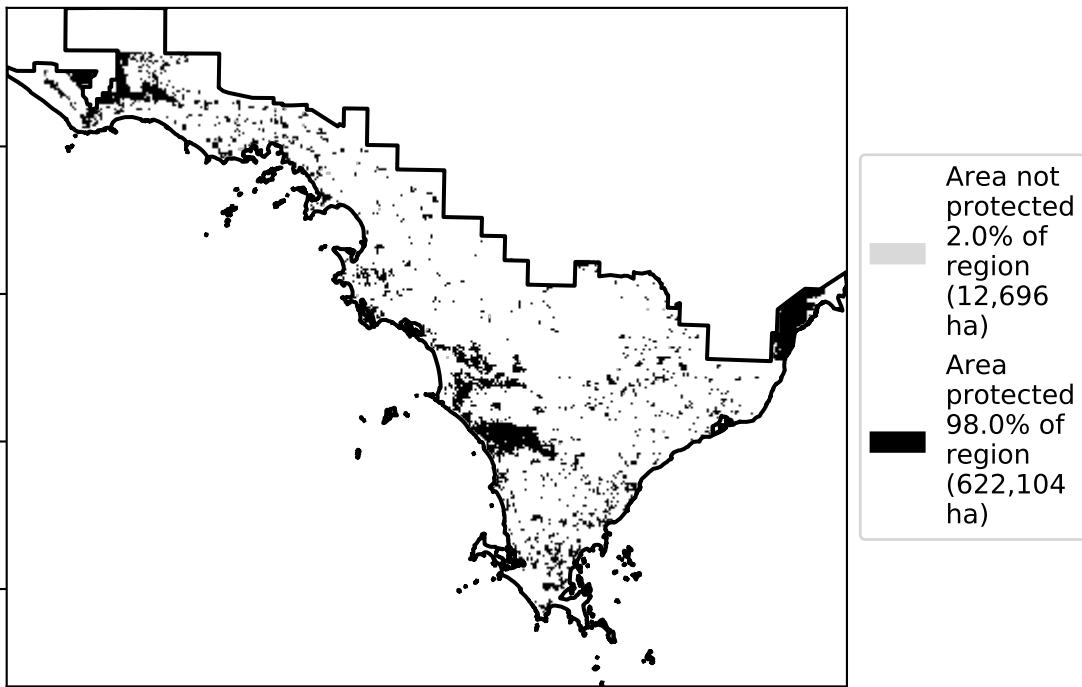 Area not
protected
2.0% of
region
(12,696
ha)
Area
protected
98.0% of
region
(622,104
ha)